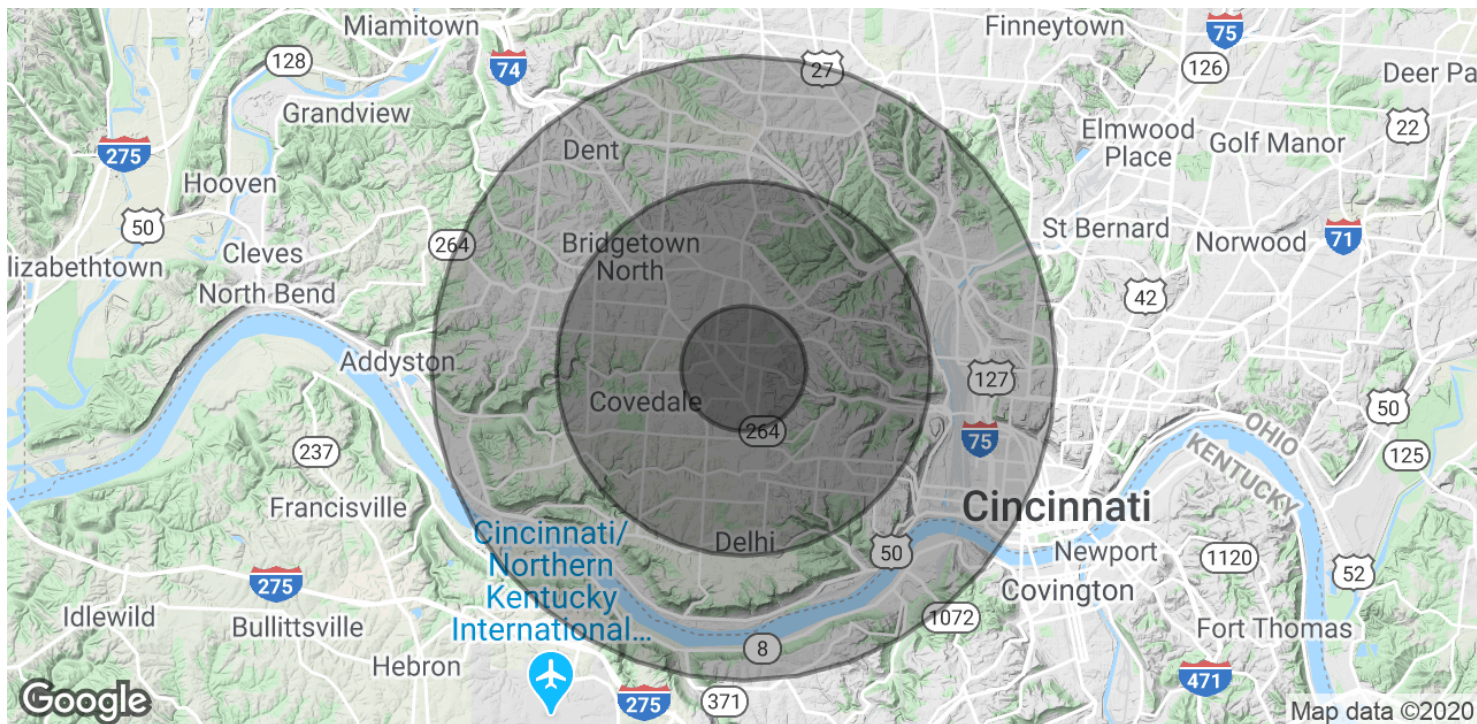 Miamitown
Finneytown
75
27
74
128
126
Deer Pa
Grandview
22
Elmwood
Place
Golf Manor
275
Dent
Hooven
50
264
St Bernard
Norwood
71
Bridgetown
North
Cleves
lizabethtown
North Bend
42
Addyston
127
Covedale
50
264
75
OHIO
KENTUCKY
237
125
Francisville
Cincinnati
Cincinnati/
Northern
Kentucky
International...
Delhi
50
Newport
1120
52
275
Covington
Idlewild
Bullittsville
1072
Fort Thomas
8
Hebron
471
275
371
Google
Map data ©2020